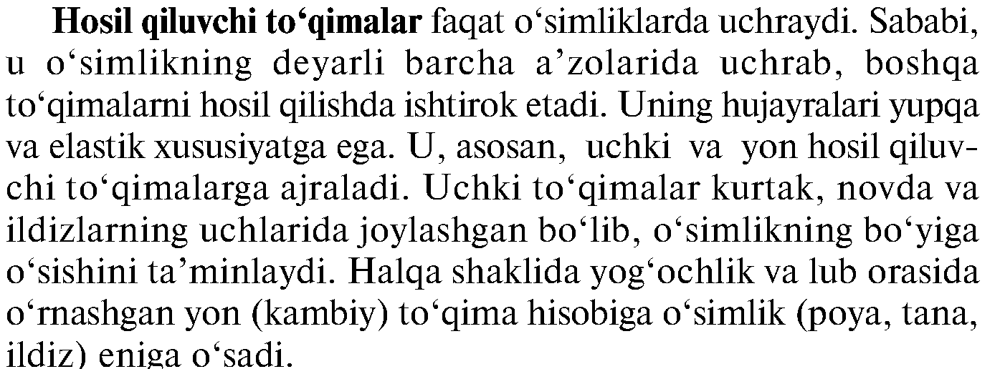 Hosil qiluvchi to‘qimalar faqat o‘simliklarda uchraydi. Sababi,
u o‘simlikning deyarli barcha a’zolarida uchrab, boshqa
to‘qimalarni hosil qilishda ishtirok etadi. Uning hujayralari yupqa
va elastik xususiyatga ega. U, asosan, uchki va yon hosil qiluv-
chi to‘qimalarga ajraladi. Uchki to‘qimalar kurtak, novda va
ildizlarning uchlarida joylashgan bo‘lib, o‘simlikning bo‘yiga
o‘sishini ta’minlaydi. Halqa shaklida yog‘ochlik va lub orasida
o‘rnashgan yon (kambiy) to‘qima hisobiga o‘simlik (poya, tana,
ildiz) eniga o‘sadi.